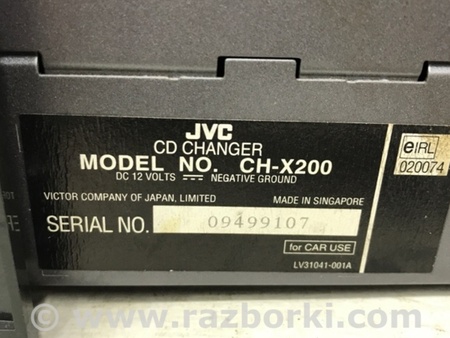 JVC
CD CHANGER
MODEL NO. CH-X200
DC 12 VOLTS NEGATIVE GROUND
VICTOR COMPANY OF JAPAN, LIMITED MADE IN SINGAPORE
SERIAL NO. 09499107
for CAR USE
LV31041-001A
eIRL
020074
www.razborki.com